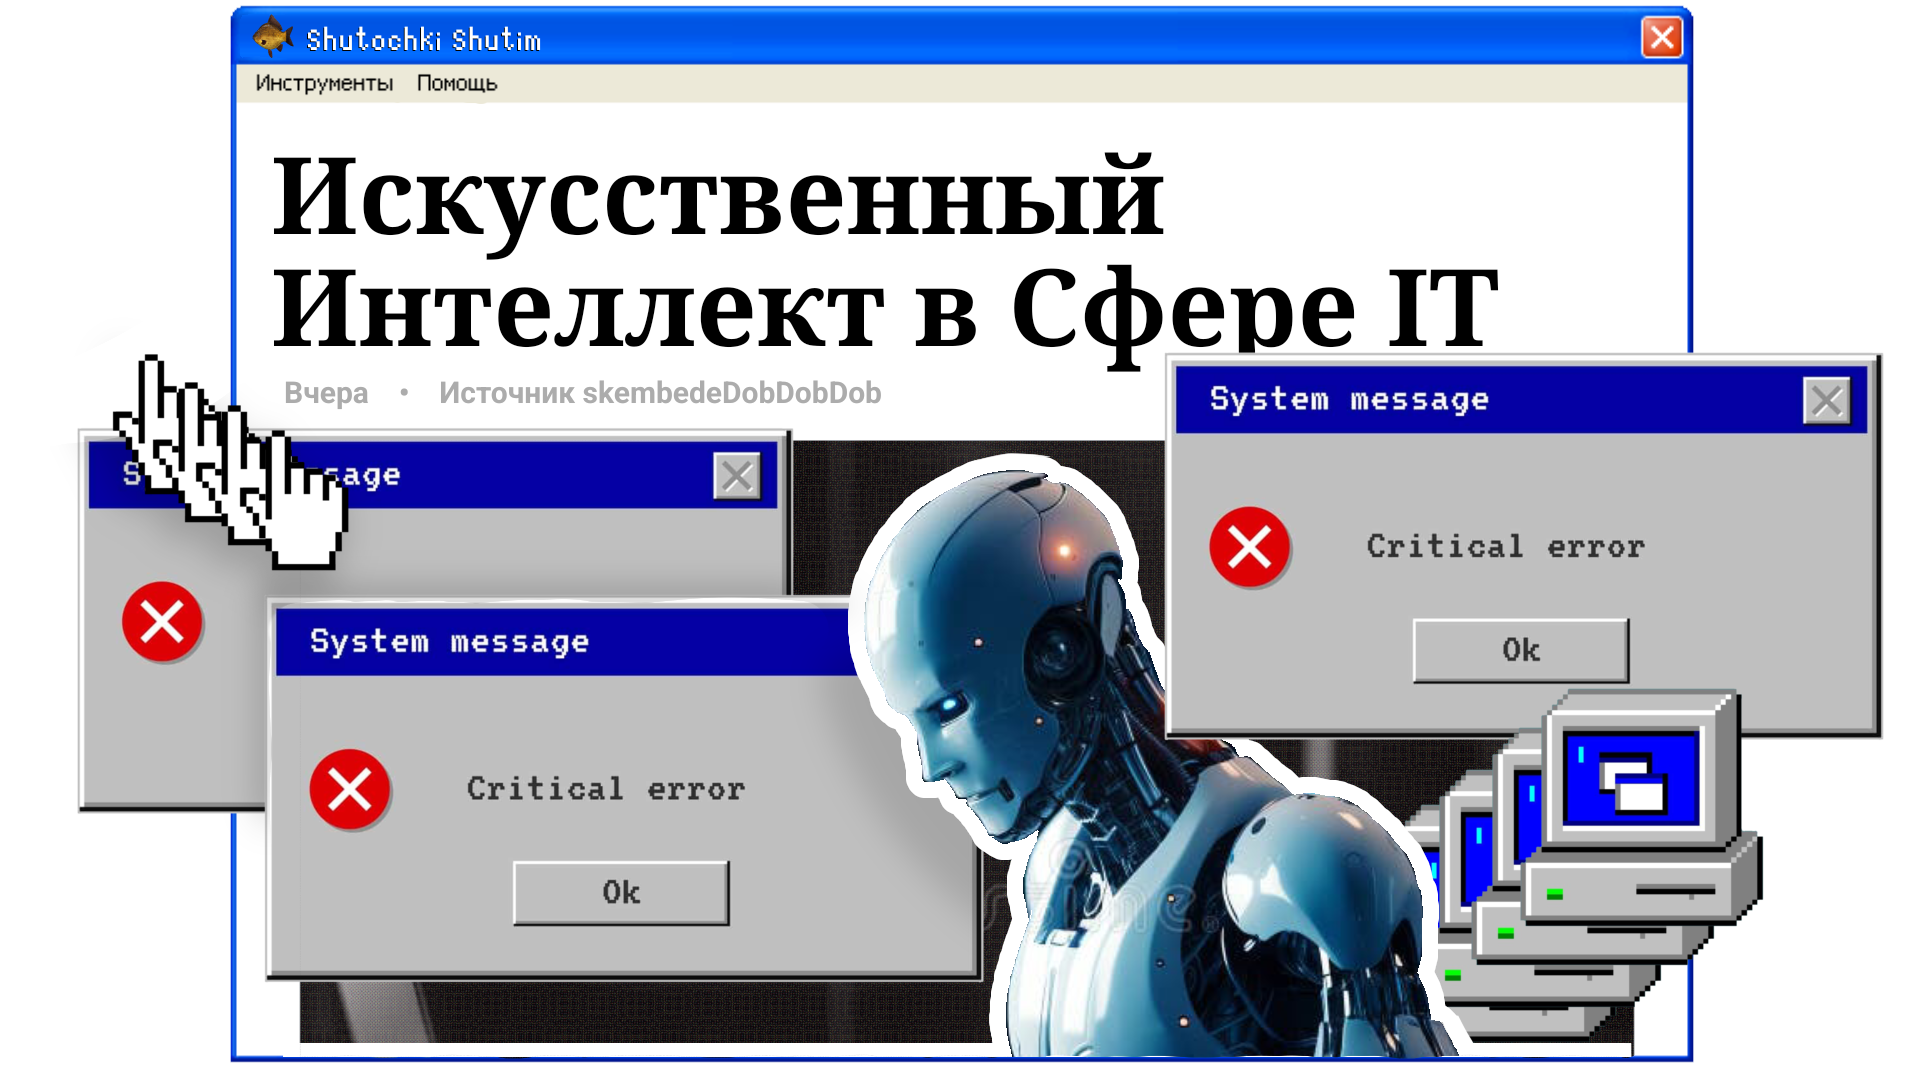 Shutochki Shutim
Инструменты Помощь
Искусственный
Интеллект в Сфере IT
Вчера • Источник skembedeDobDobDob
System message
Critical error
Ok
System message
Critical error
Ok